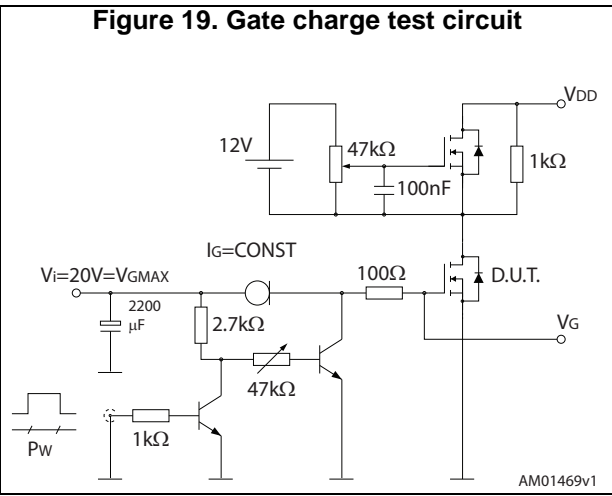 Figure 19. Gate charge test circuit
VDD
12V
47kΩ
1kΩ
100nF
IG=CONST
Vi=20V=VGMAX
100Ω
D.U.T.
2200
μF
2.7kΩ
VG
47kΩ
1kΩ
PW
AM01469v1